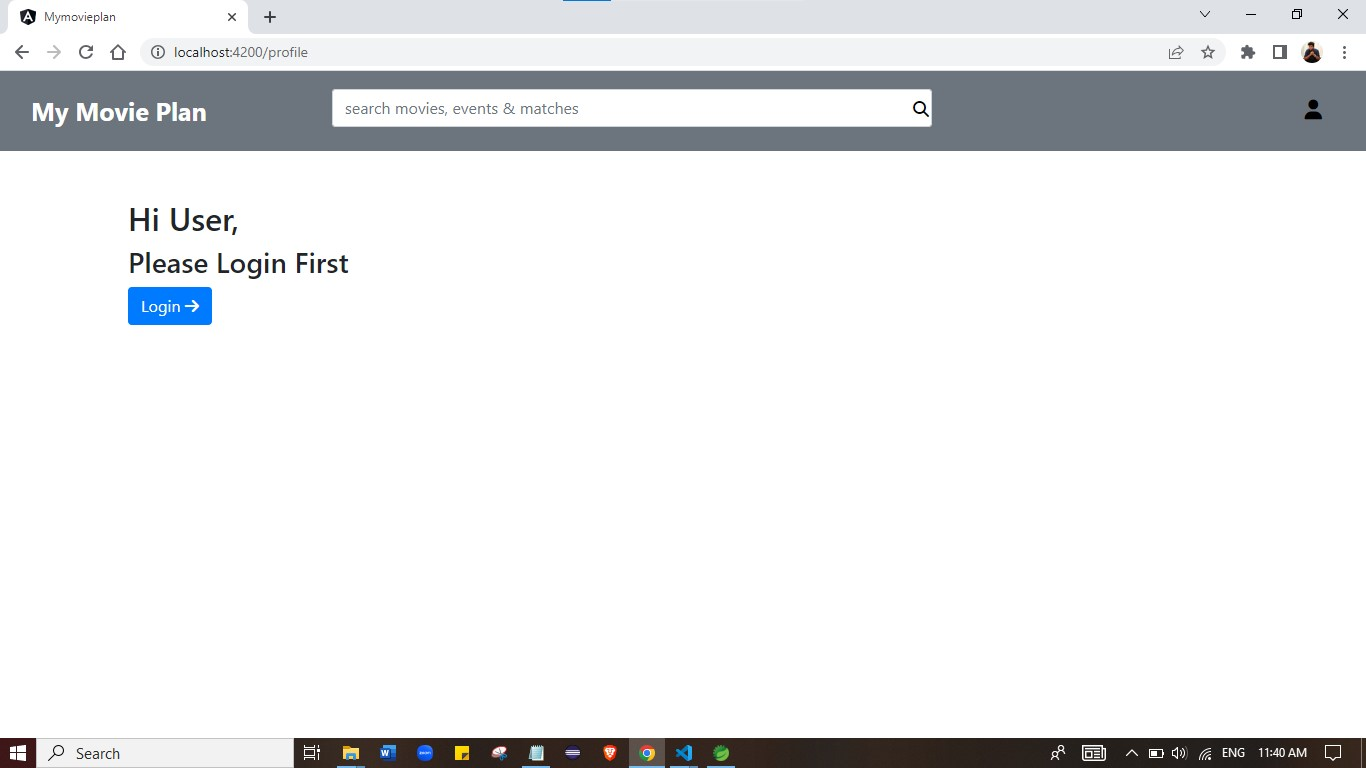 Mymovieplan
localhost:4200/profile
My Movie Plan
search movies, events & matches
Hi User,
Please Login First
Login
Search
ENG
11:40 AM